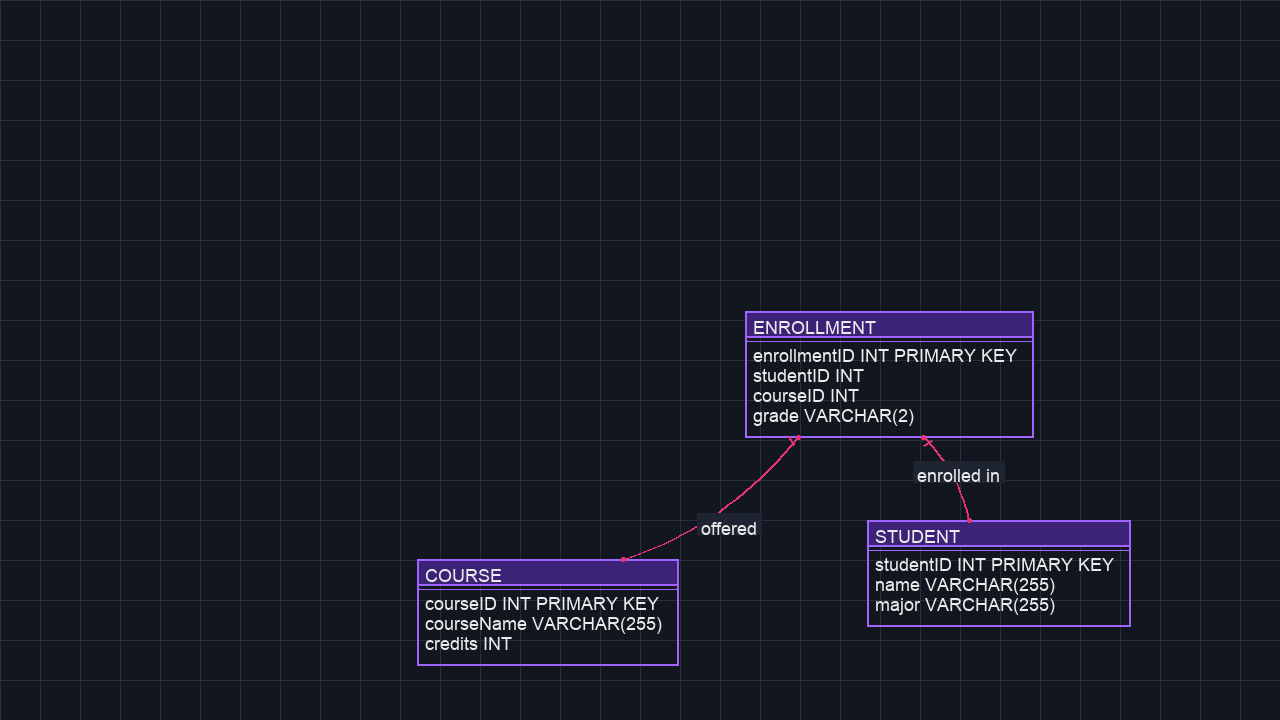 ENROLLMENT
enrollmentID INT PRIMARY KEY
studentID INT
courseID INT
grade VARCHAR(2)
enrolled in
offered
STUDENT
studentID INT PRIMARY KEY
name VARCHAR(255)
major VARCHAR(255)
COURSE
courseID INT PRIMARY KEY
courseName VARCHAR(255)
credits INT